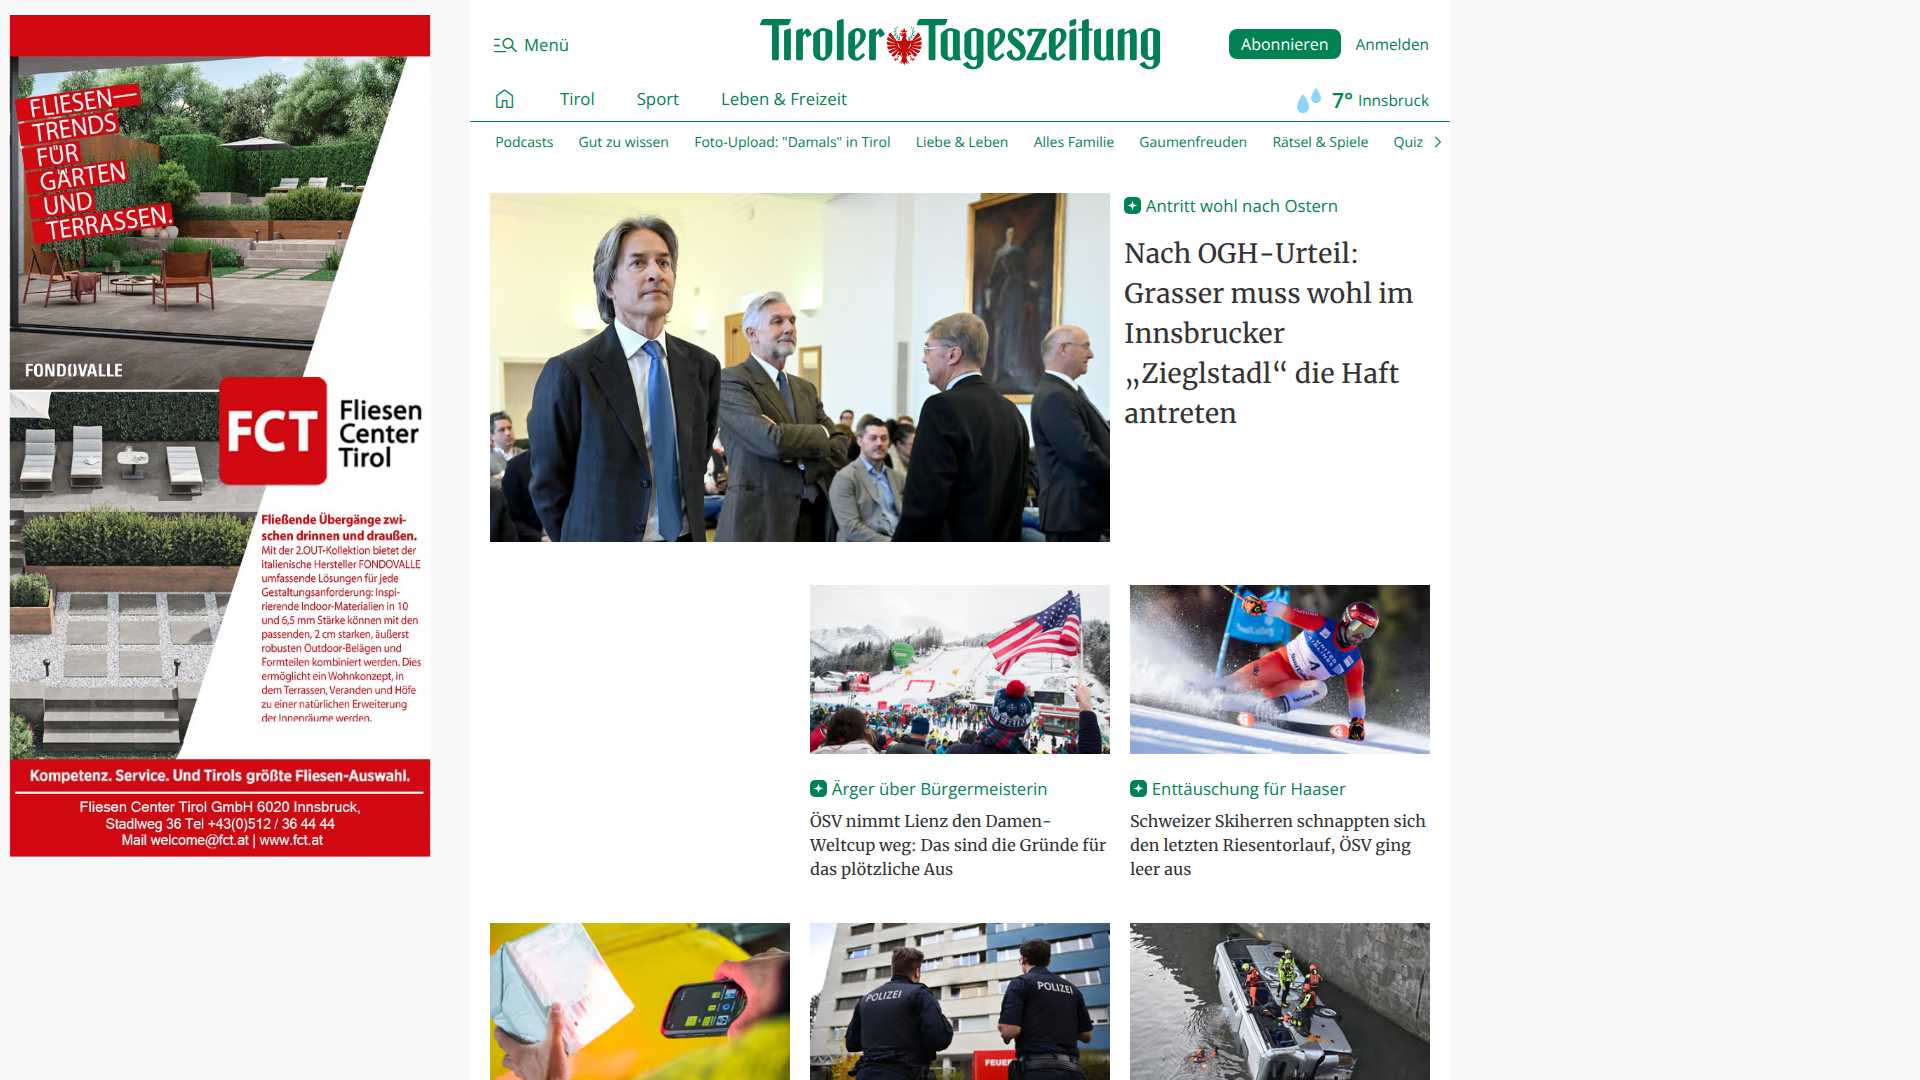 FLIESEN—
TRENDS
FÜR
GÄRTEN
UND
TERRASSEN.
FONDOVALLE
FCT
Fliesen
Center
Tirol
Fließende Übergänge zwi-
schen drinnen und draußen.
Mit der 2.OUT-Kollektion bietet der
italienische Hersteller FONDOVALLE
umfassende Lösungen für jede
Gestaltungsanforderung: Inspi-
rierende Indoor-Materialien in 10
und 6,5 mm Stärke können mit den
passenden, 2 cm starken, äußerst
robusten Outdoor-Belägen und
Formteilen kombiniert werden. Dies
ermöglicht ein Wohnkonzept, in
dem Terrassen, Veranden und Höfe
zu einer natürlichen Erweiterung
der Innenräume werden.
Kompetenz. Service. Und Tirols größte Fliesen-Auswahl.
Fliesen Center Tirol GmbH 6020 Innsbruck,
Stadlweg 36 Tel +43(0)512 / 36 44 44
Mail welcome@fct.at | www.fct.at
Menü
Tiroler Tageszeitung
Abonnieren Anmelden
Tirol Sport Leben & Freizeit
7° Innsbruck
Podcasts Gut zu wissen Foto-Upload: "Damals" in Tirol Liebe & Leben Alles Familie Gaumenfreuden Rätsel & Spiele Quiz
Antritt wohl nach Ostern
Nach OGH-Urteil:
Grasser muss wohl im
Innsbrucker
„Zieglstadl“ die Haft
antreten
Ärger über Bürgermeisterin
ÖSV nimmt Lienz den Damen-
Weltcup weg: Das sind die Gründe für
das plötzliche Aus
Enttäuschung für Haaser
Schweizer Skiherren schnappten sich
den letzten Riesentorlauf, ÖSV ging
leer aus
POLIZEI
POLIZEI
FEUER